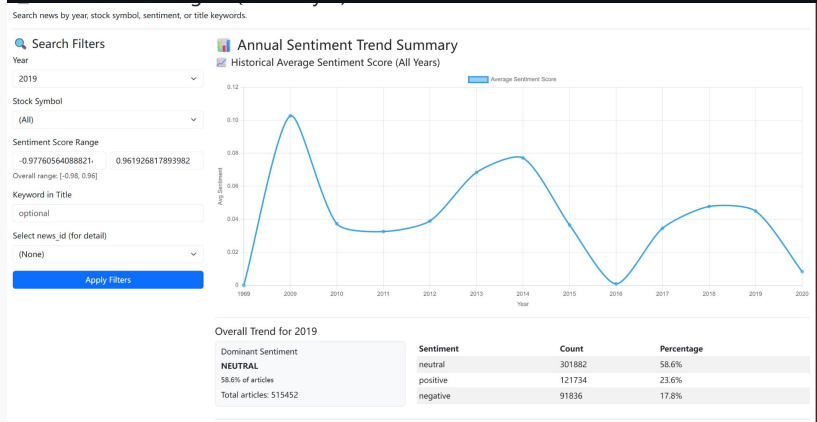 Search news by year, stock symbol, sentiment, or title keywords.
Search Filters
Year
2019
Stock Symbol
(All)
Sentiment Score Range
-0.97760564088821
0.961926817893982
Overall range: [-0.98, 0.96]
Keyword in Title
optional
Select news_id (for detail)
(None)
Apply Filters
Annual Sentiment Trend Summary
Historical Average Sentiment Score (All Years)
Average Sentiment Score
0.12
0.10
0.08
0.06
0.04
0.02
0
Avg Sentiment
1969 2009 2010 2011 2012 2013 2014 2015 2016 2017 2018 2019 2020
Year
Overall Trend for 2019
Dominant Sentiment
NEUTRAL
58.6% of articles
Total articles: 515452
Sentiment Count Percentage
neutral 301882 58.6%
positive 121734 23.6%
negative 91836 17.8%